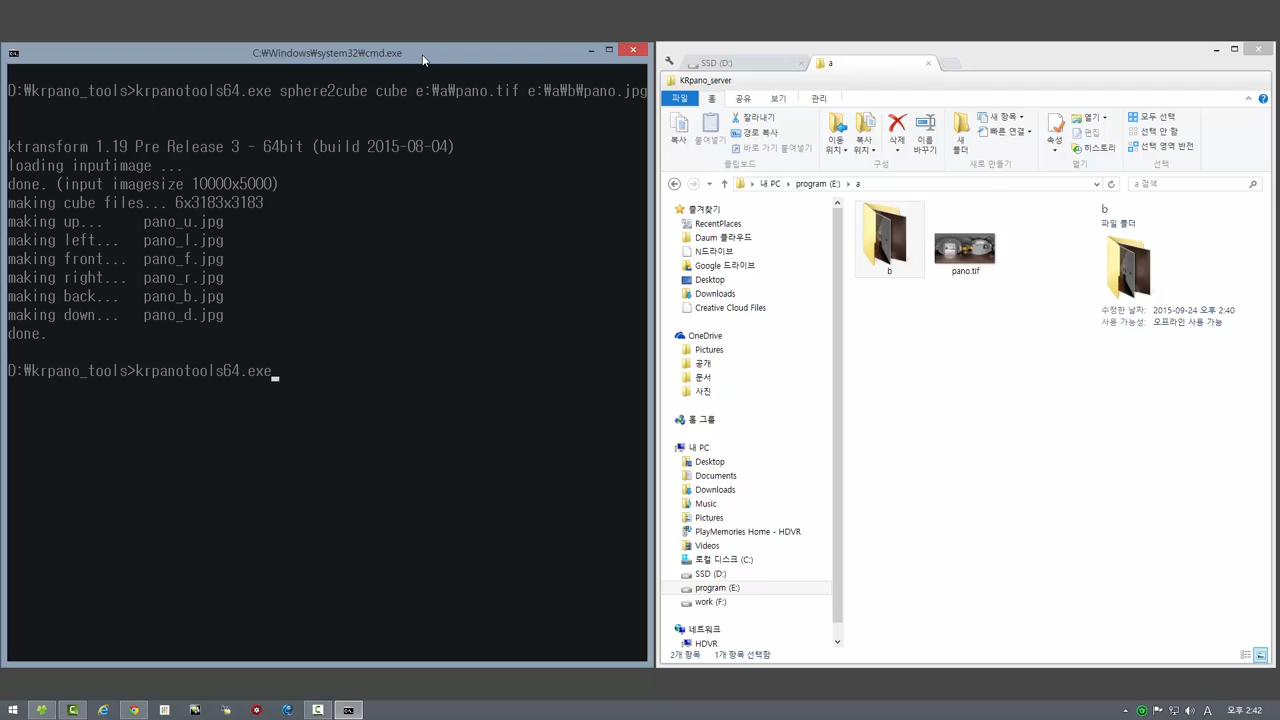 C:₩Windows₩system32₩cmd.exe
D:₩krpano_tools>krpanotools64.exe sphere2cube cube e:₩a₩pano.tif e:₩a₩b₩pano.jpg
transform 1.19 Pre Release 3 - 64bit (build 2015-08-04)
loading inputimage ...
done. (input imagesize 10000x5000)
making cube files... 6x3183x3183
making up... pano_u.jpg
making left... pano_l.jpg
making front... pano_f.jpg
making right... pano_r.jpg
making back... pano_b.jpg
making down... pano_d.jpg
done.
D:₩krpano_tools>krpanotools64.exe
SSD (D:)
a
KRpano_server
파일
홈
공유
보기
관리
복사
붙여넣기
잘라내기
경로 복사
바로 가기 붙여넣기
클립보드
이동 위치
복사 위치
삭제
이름 바꾸기
구성
새 폴더
새 항목
빠른 연결
새로 만들기
속성
열기
편집
히스토리
열기
모두 선택
선택 안 함
선택 영역 반전
선택
내 PC
program (E:)
a
a 검색
즐겨찾기
RecentPlaces
Daum 클라우드
N드라이브
Google 드라이브
Desktop
Downloads
Creative Cloud Files
OneDrive
Pictures
공개
문서
사진
홈 그룹
내 PC
Desktop
Documents
Downloads
Music
Pictures
PlayMemories Home - HDVR
Videos
로컬 디스크 (C:)
SSD (D:)
program (E:)
work (F:)
네트워크
HDVR
b
pano.tif
b
파일 폴더
수정한 날짜: 2015-09-24 오후 2:40
사용 가능성: 오프라인 사용 가능
2개 항목
1개 항목 선택함
A
오후 2:42